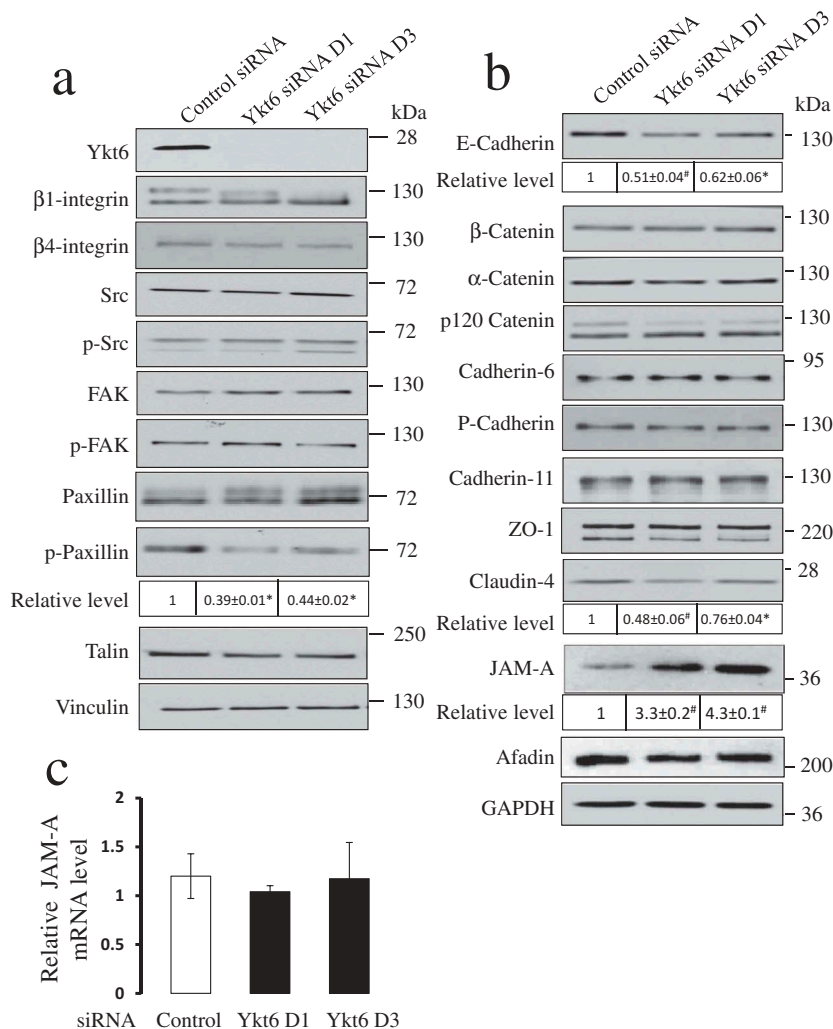 a
Control siRNA
Ykt6 siRNA D1
Ykt6 siRNA D3
kDa
Ykt6
28
β1-integrin
130
β4-integrin
130
Src
72
p-Src
72
FAK
130
p-FAK
130
Paxillin
72
p-Paxillin
72
Relative level 1 0.39±0.01* 0.44±0.02*
Talin
250
Vinculin
130
b
Control siRNA
Ykt6 siRNA D1
Ykt6 siRNA D3
kDa
E-Cadherin
130
Relative level 1 0.51±0.04# 0.62±0.06*
β-Catenin
130
α-Catenin
130
p120 Catenin
130
Cadherin-6
95
P-Cadherin
130
Cadherin-11
130
ZO-1
220
Claudin-4
28
Relative level 1 0.48±0.06# 0.76±0.04*
JAM-A
36
Relative level 1 3.3±0.2# 4.3±0.1#
Afadin
200
GAPDH
36
c
Relative JAM-A
mRNA level
2
1.5
1
0.5
0
siRNA Control Ykt6 D1 Ykt6 D3